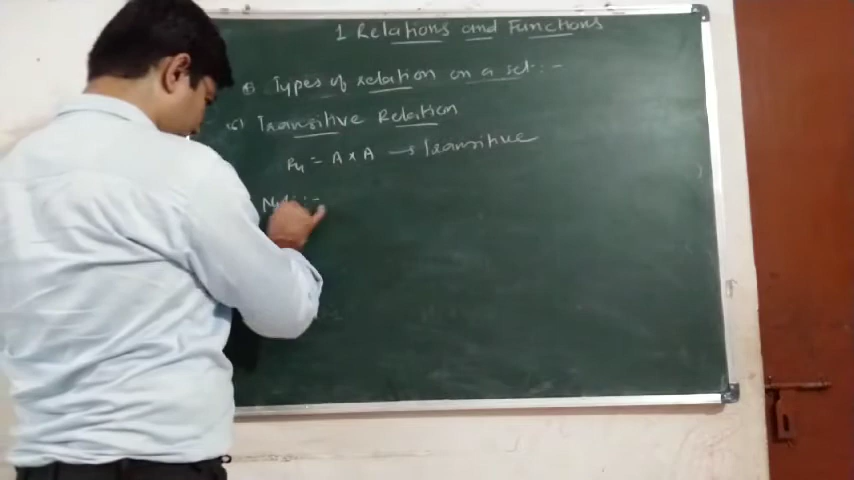 1 Relations and Functions
Types of relation on a set :-
Transitive Relation
R4 = A x A → Transitive